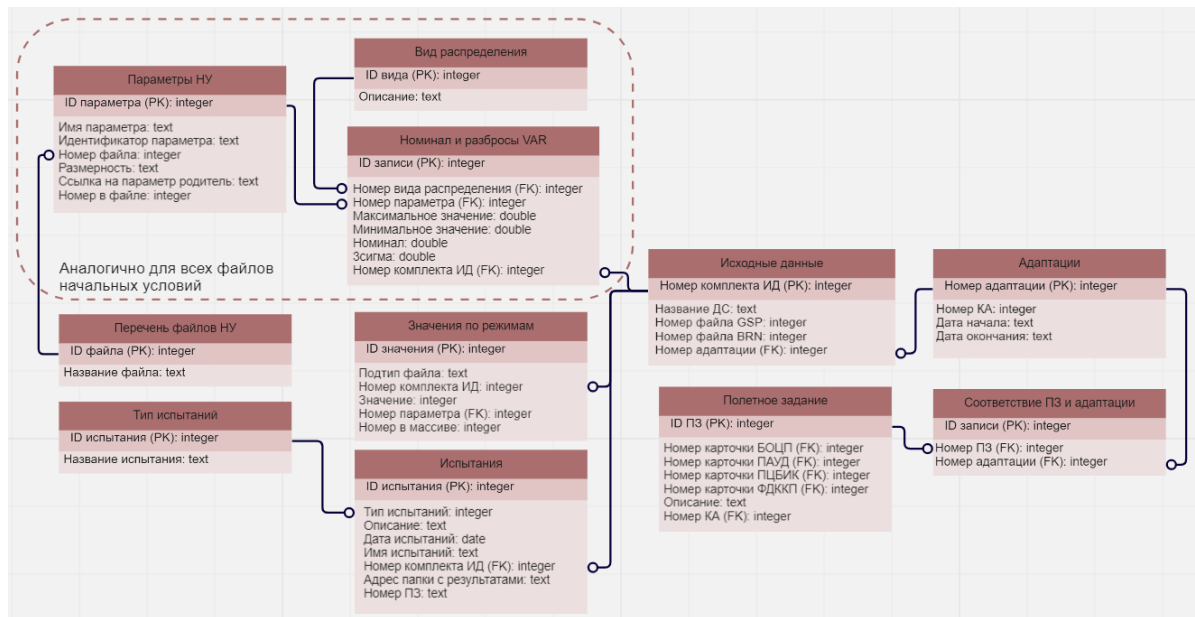 Вид распределения
ID вида (PK): integer
Описание: text
Параметры НУ
ID параметра (PK): integer
Имя параметра: text
Идентификатор параметра: text
Номер файла: integer
Размерность: text
Ссылка на параметр родитель: text
Номер в файле: integer
Номинал и разбросы VAR
ID записи (PK): integer
Номер вида распределения (FK): integer
Номер параметра (FK): integer
Максимальное значение: double
Минимальное значение: double
Номинал: double
3сигма: double
Номер комплекта ИД (FK): integer
Аналогично для всех файлов
начальных условий
Перечень файлов НУ
ID файла (PK): integer
Название файла: text
Тип испытаний
ID испытания (PK): integer
Название испытания: text
Значения по режимам
ID значения (PK): integer
Подтип файла: text
Номер комплекта ИД: integer
Значение: integer
Номер параметра (FK): integer
Номер в массиве: integer
Испытания
ID испытания (PK): integer
Тип испытаний: integer
Описание: text
Дата испытаний: date
Имя испытаний: text
Номер комплекта ИД (FK): integer
Адрес папки с результатами: text
Номер ПЗ: text
Исходные данные
Номер комплекта ИД (PK): integer
Название ДС: text
Номер файла GSP: integer
Номер файла BRN: integer
Номер адаптации (FK): integer
Адаптации
Номер адаптации (PK): integer
Номер КА: integer
Дата начала: text
Дата окончания: text
Полетное задание
ID ПЗ (PK): integer
Номер карточки БОЦП (FK): integer
Номер карточки ПАУД (FK): integer
Номер карточки ПЦБИК (FK): integer
Номер карточки ФДККП (FK): integer
Описание: text
Номер КА (FK): integer
Соответствие ПЗ и адаптации
ID записи (PK): integer
Номер ПЗ (FK): integer
Номер адаптации (FK): integer